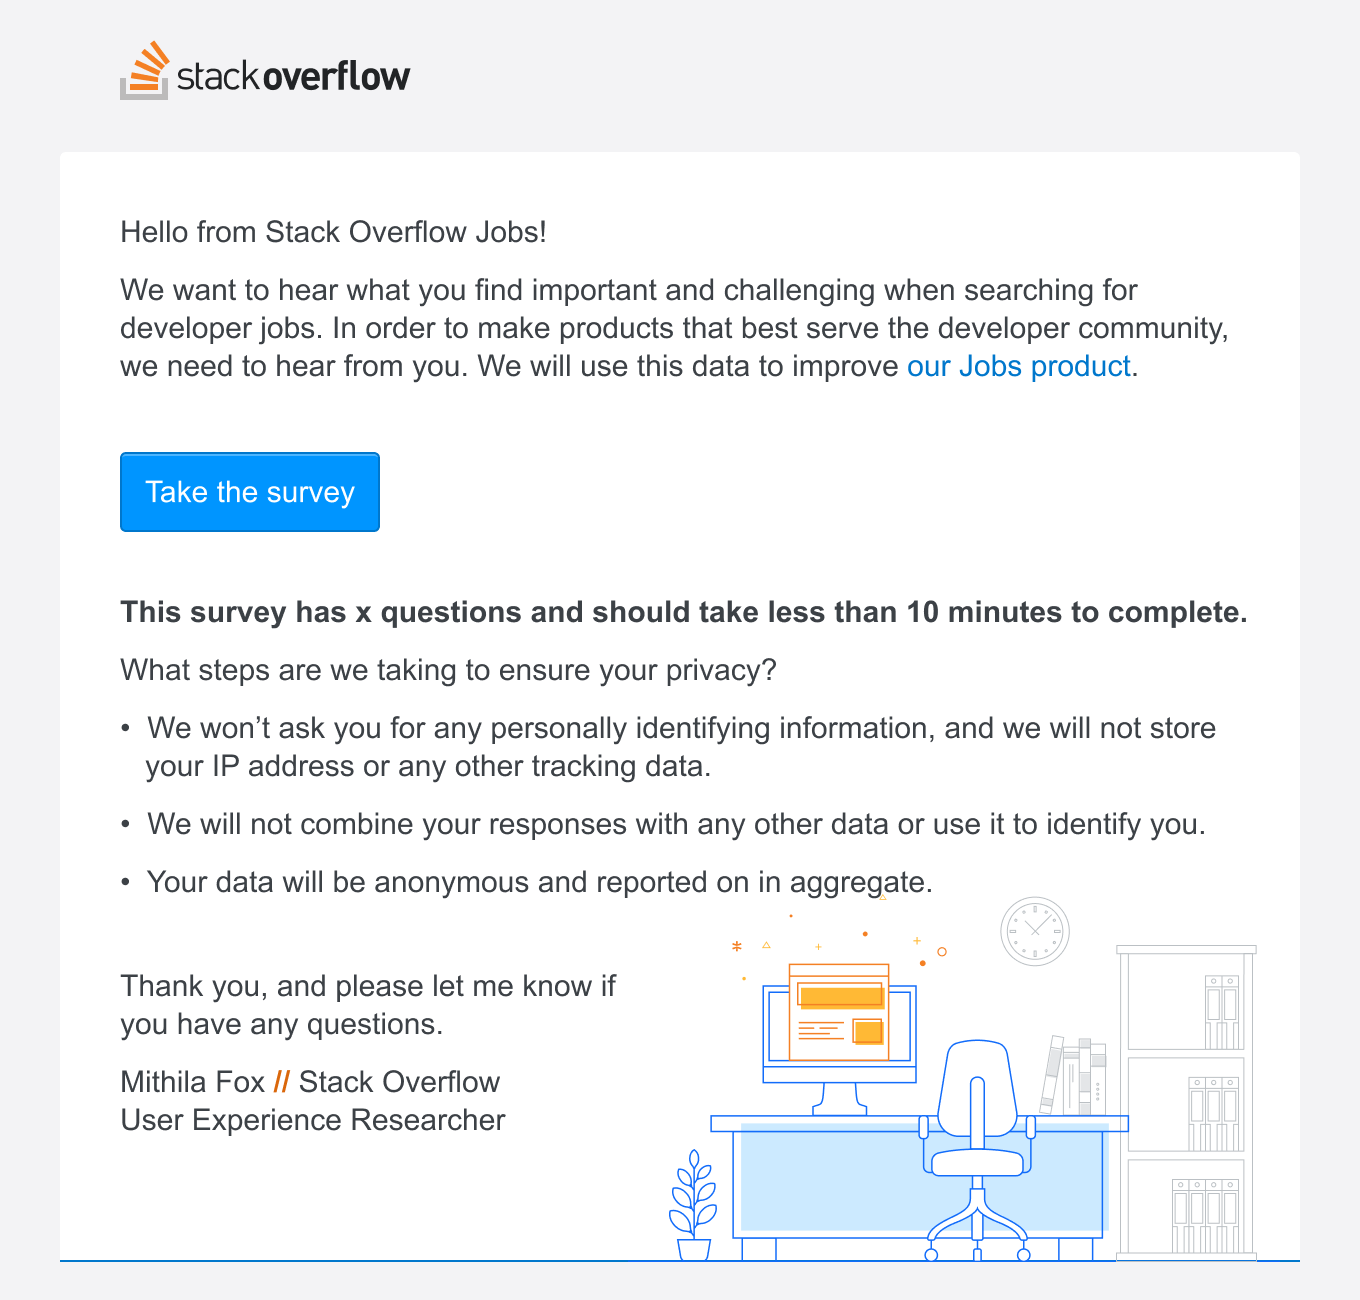 stackoverflow
Hello from Stack Overflow Jobs!
We want to hear what you find important and challenging when searching for
developer jobs. In order to make products that best serve the developer community,
we need to hear from you. We will use this data to improve our Jobs product.
Take the survey
This survey has x questions and should take less than 10 minutes to complete.
What steps are we taking to ensure your privacy?
• We won’t ask you for any personally identifying information, and we will not store
your IP address or any other tracking data.
• We will not combine your responses with any other data or use it to identify you.
• Your data will be anonymous and reported on in aggregate.
Thank you, and please let me know if
you have any questions.
Mithila Fox // Stack Overflow
User Experience Researcher